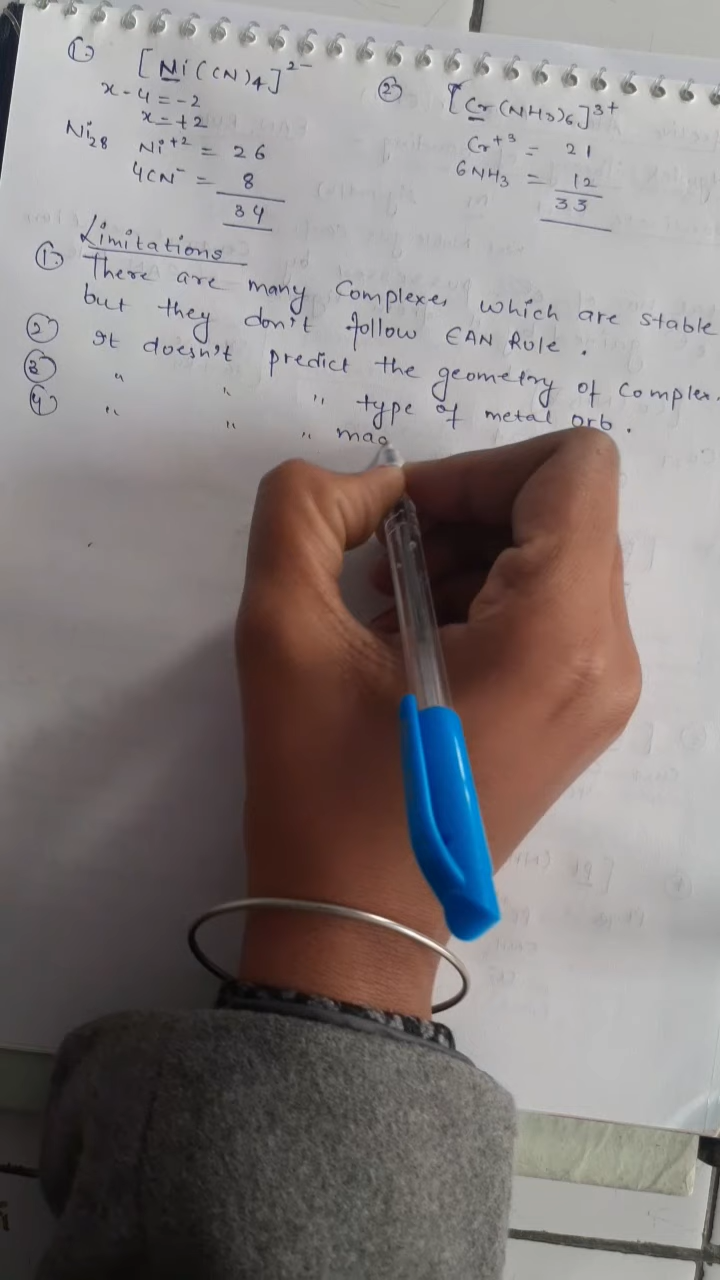 ① [Ni(CN)4]²⁻
x-4=-2
x=+2
Ni28 Ni⁺² = 26
4CN⁻ = 8
34
② [Cr(NH3)6]³⁺
Cr⁺³ = 21
6NH3 = 12
33
Limitations
① There are many Complexes which are stable
but they don't follow EAN Rule.
② It doesn't predict the geometry of Complex.
③ " " " type of metal orb.
④ " " " mag